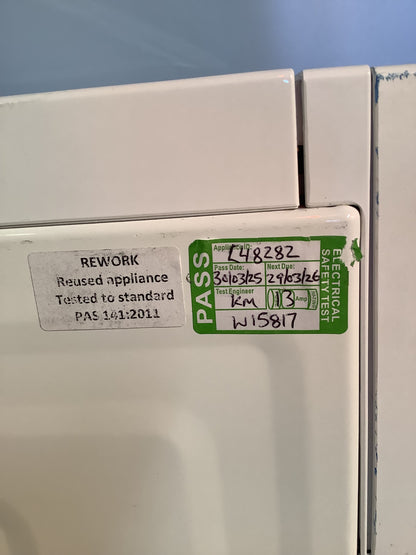 REWORK
Reused appliance
Tested to standard
PAS 141:2011
PASS
Appliance ID:
L48282
Pass Date: Next Due:
30/03/25 29/03/26
Test Engineer
KM 13 Amp
W15817
ELECTRICAL
SAFETY TEST